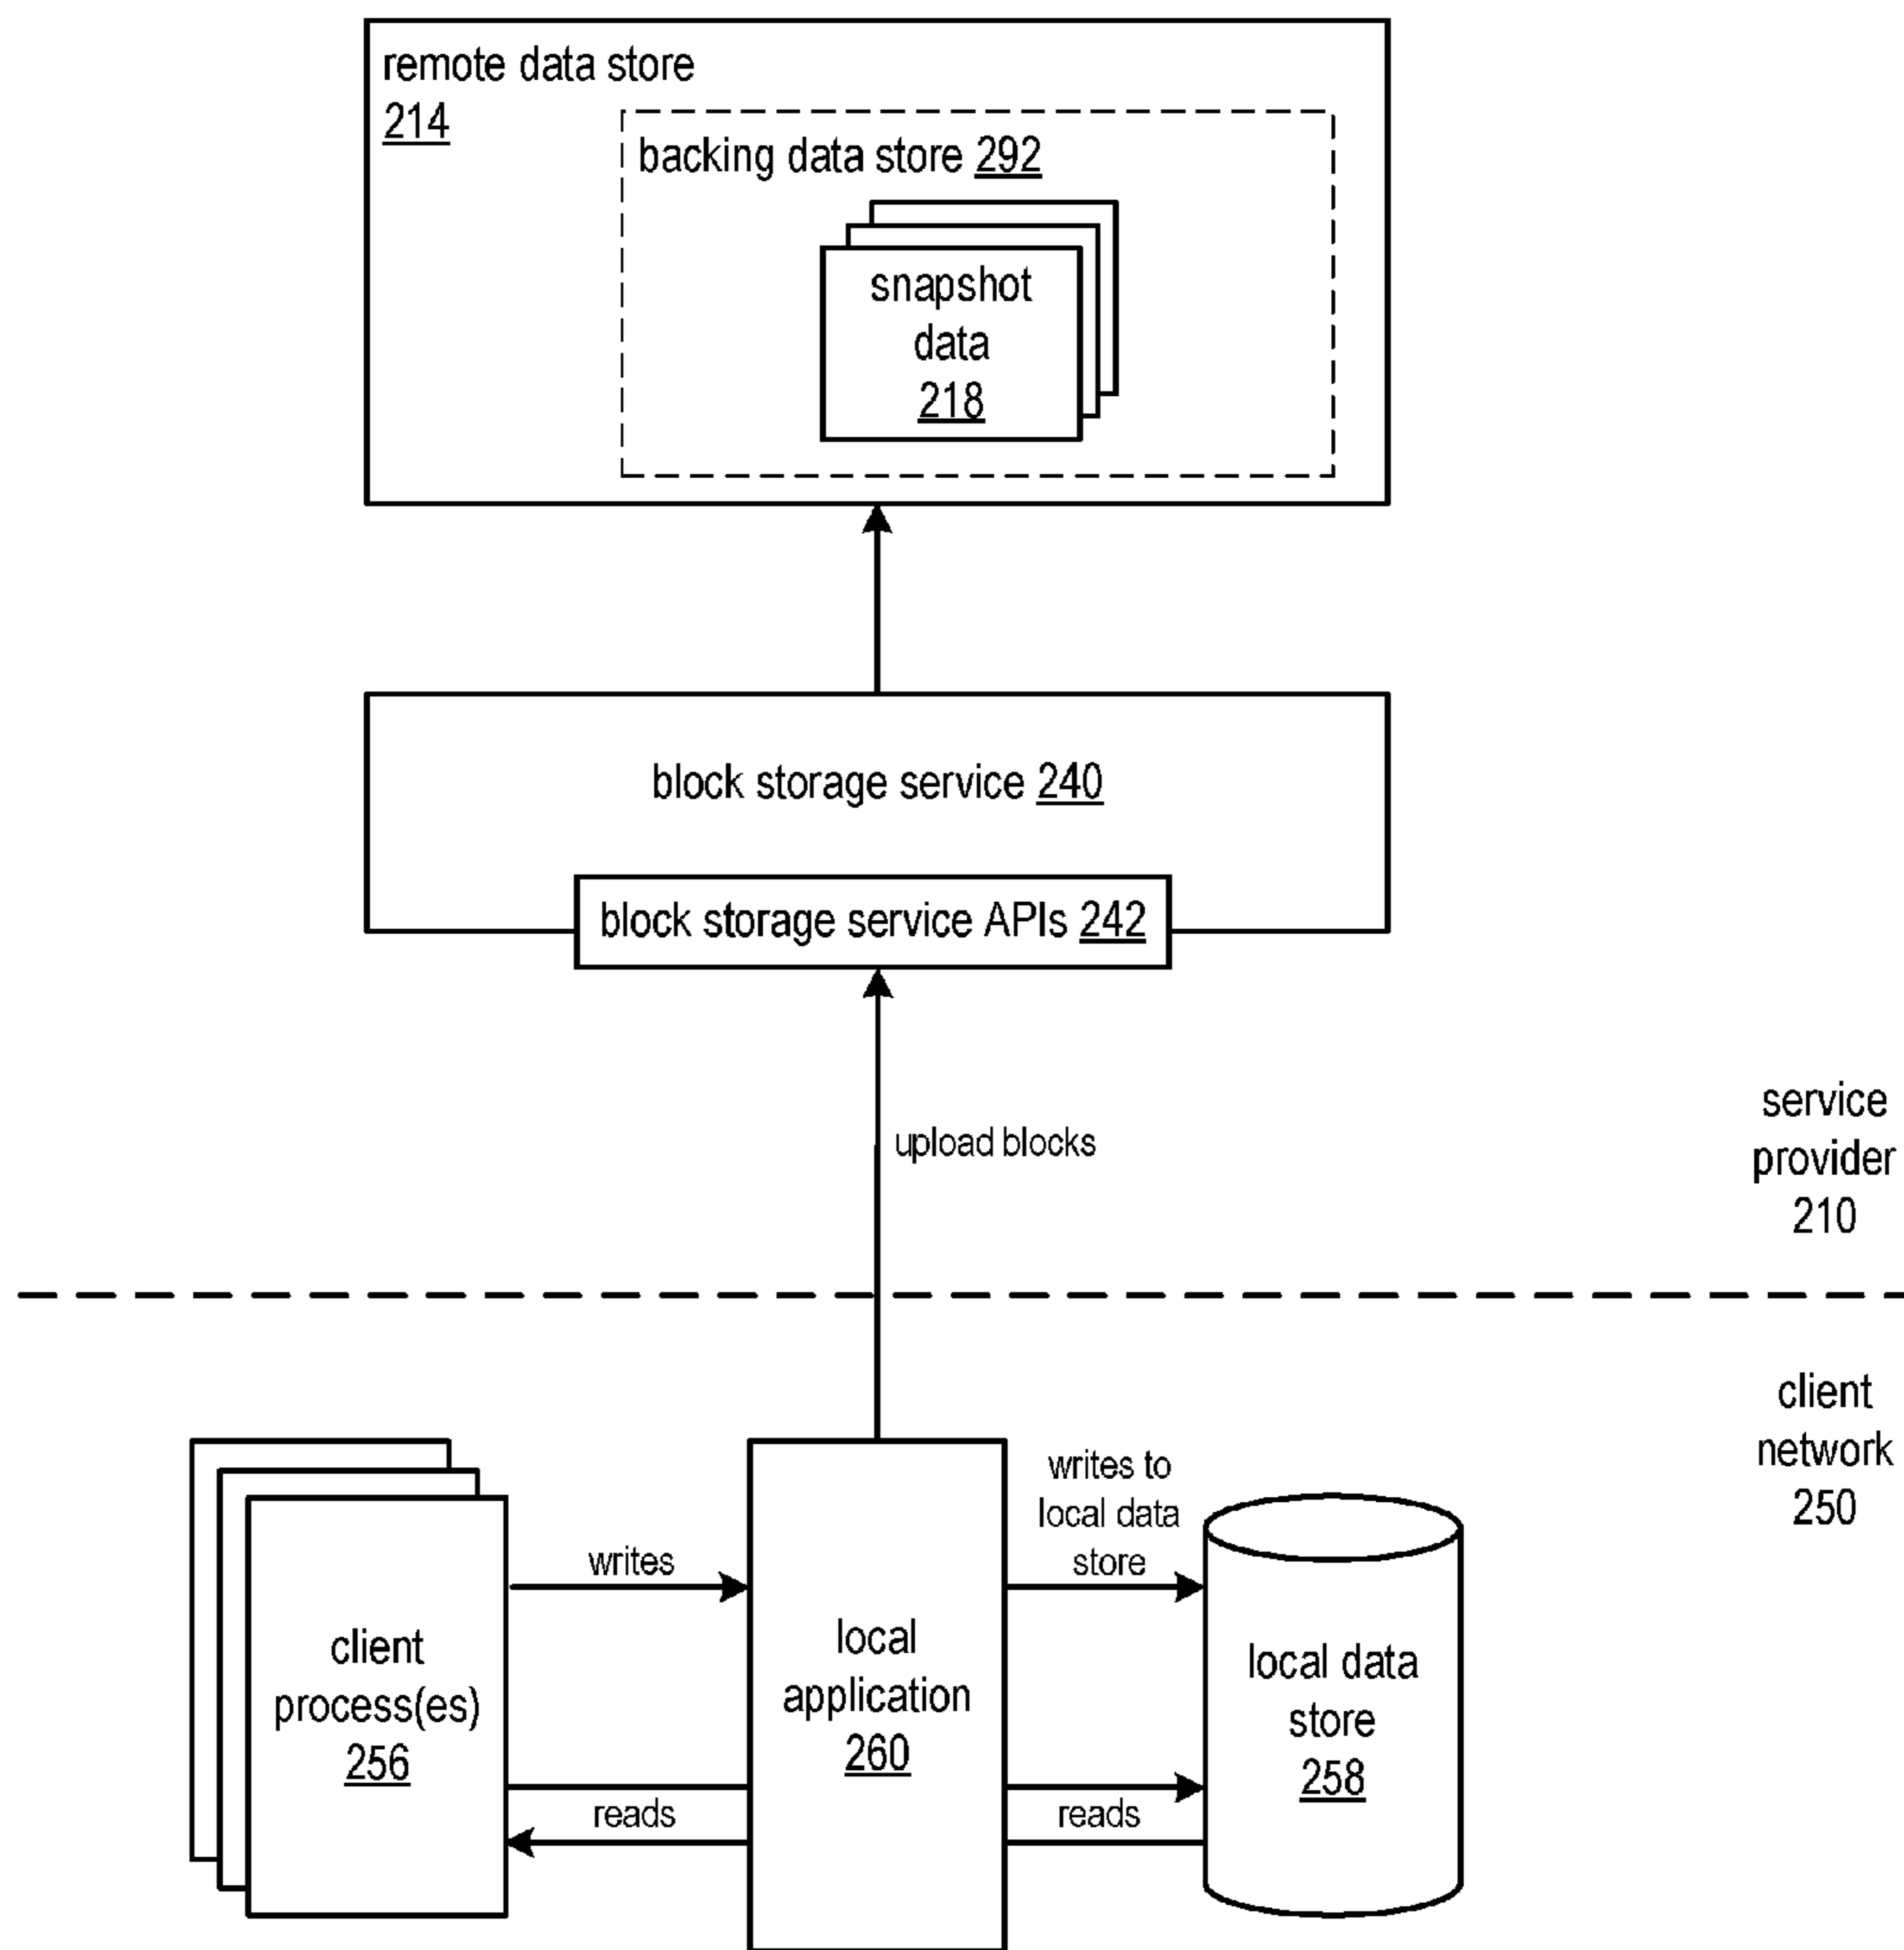 remote data store
214
backing data store 292
snapshot
data
218
block storage service 240
block storage service APIs 242
upload blocks
service
provider
210
client
network
250
client
process(es)
256
writes
reads
local
application
260
writes to
local data
store
reads
local data
store
258